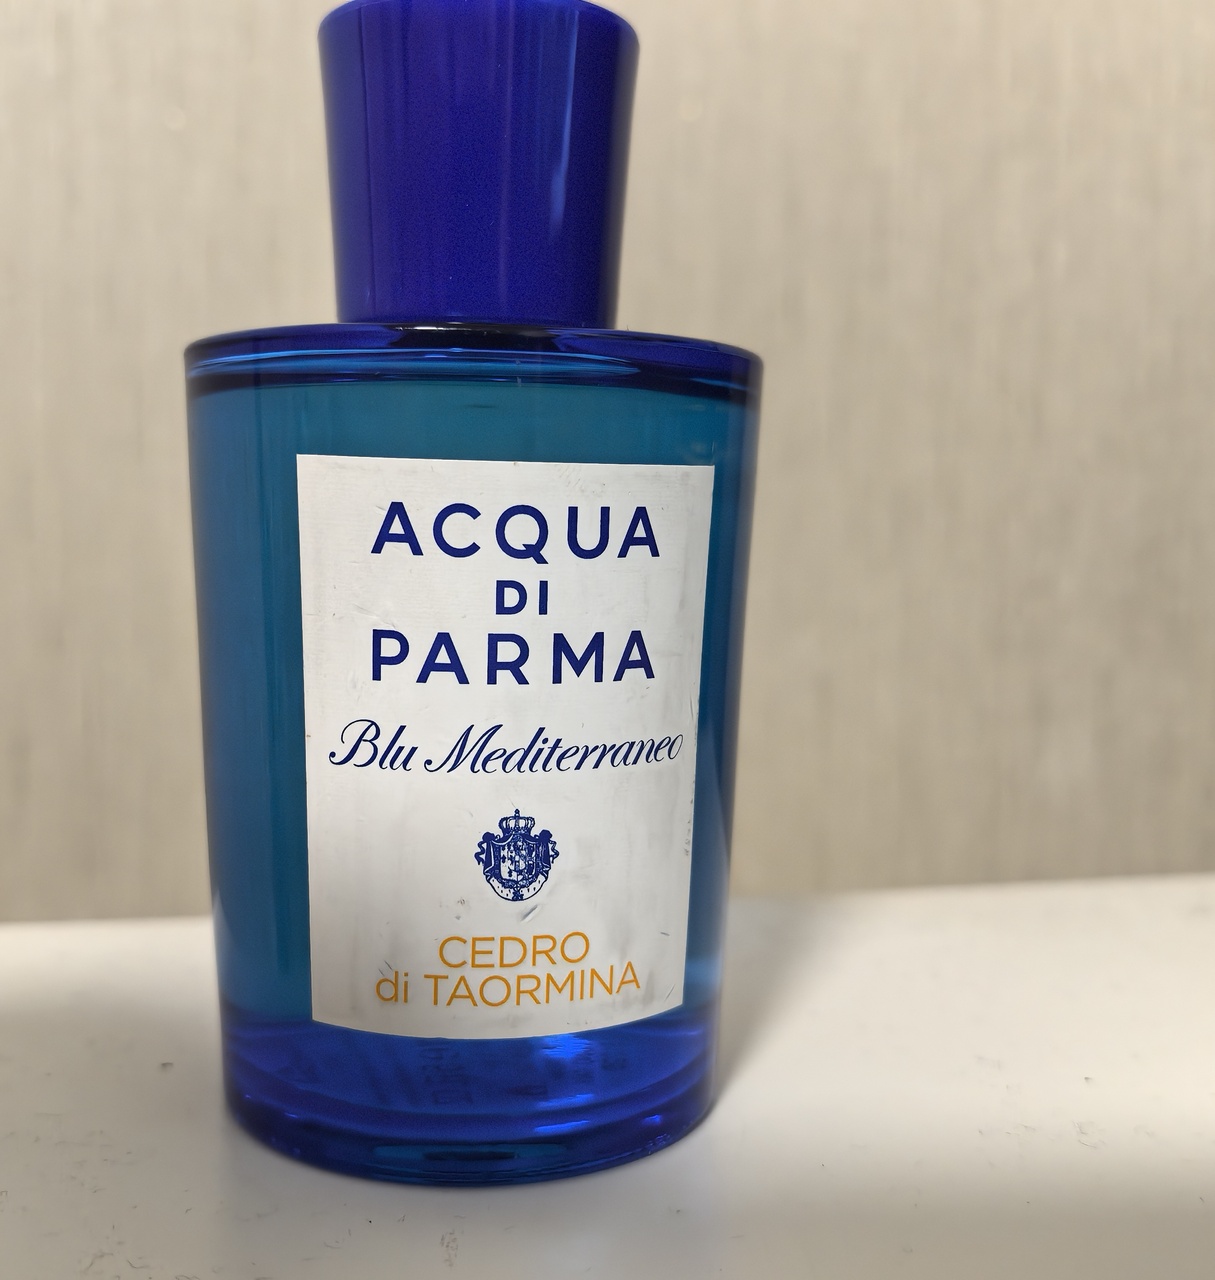 ACQUA
DI
PARMA
Blu Mediterraneo
CEDRO
di TAORMINA